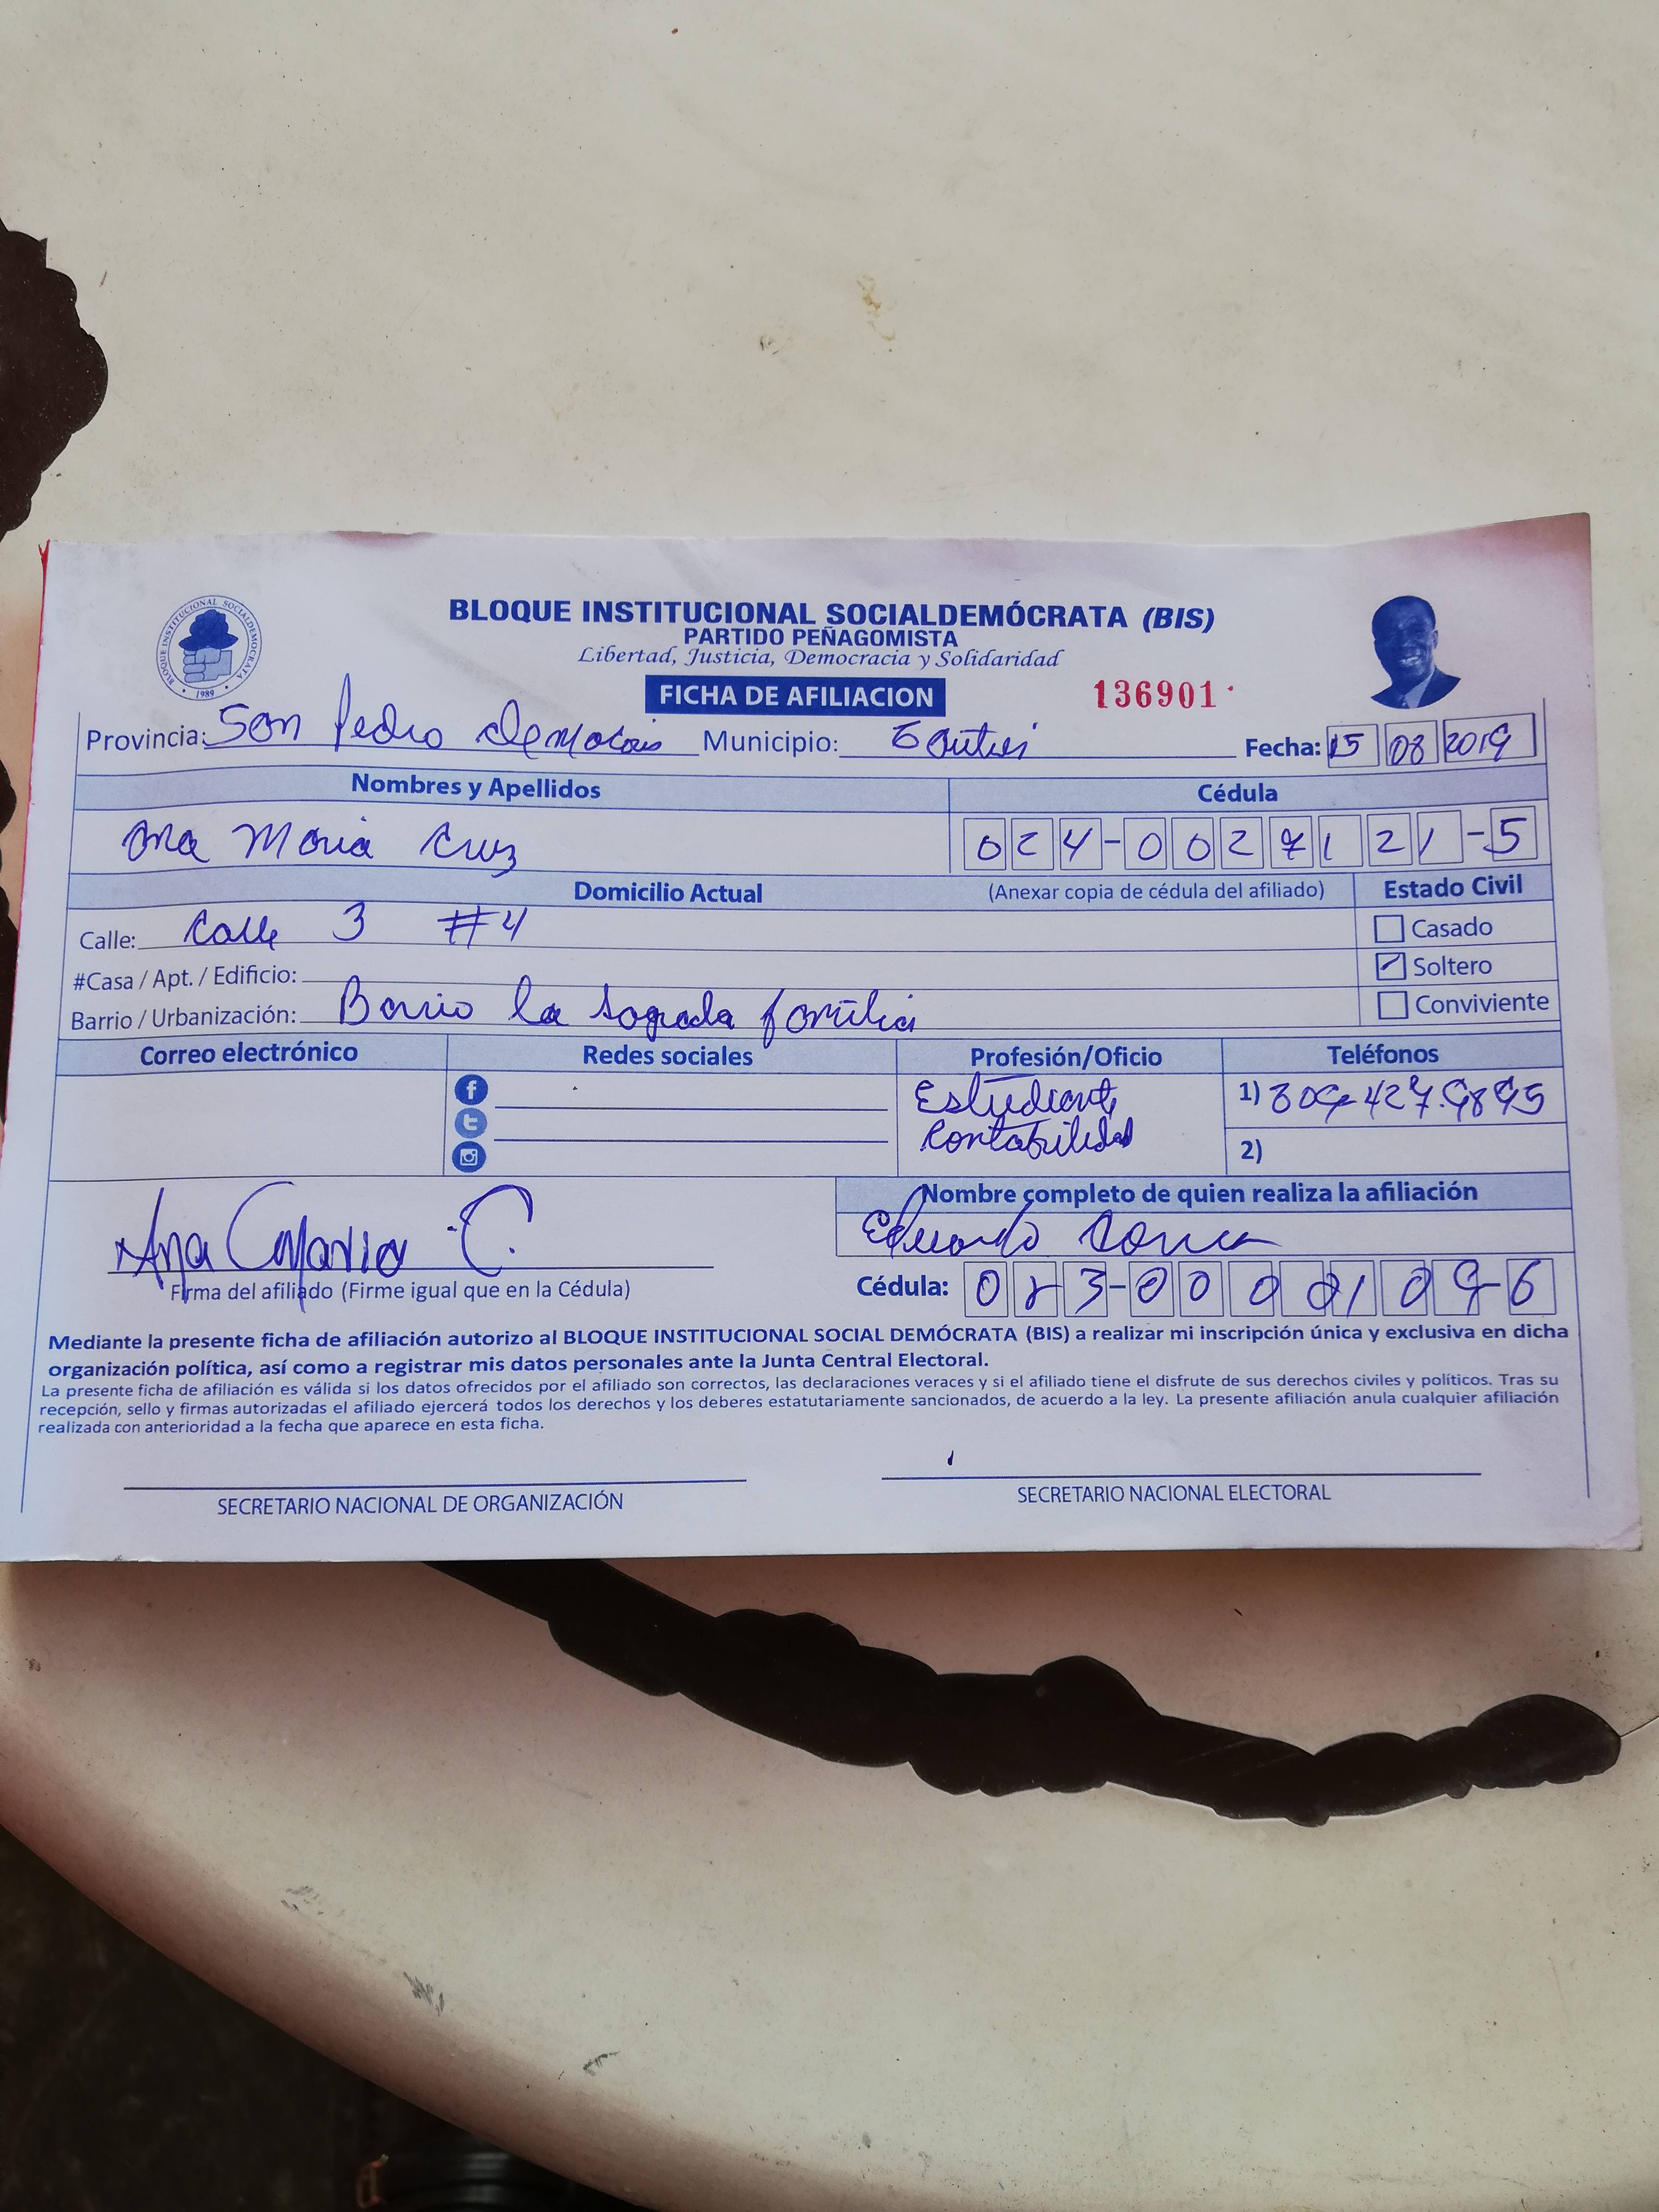 BLOQUE INSTITUCIONAL SOCIALDEMÓCRATA (BIS)
PARTIDO PEÑAGOMISTA
Libertad, Justicia, Democracia y Solidaridad
BLOQUE INSTITUCIONAL SOCIALDEMOCRATA
1989
FICHA DE AFILIACION 136901
Provincia: San Pedro de Macoris Municipio: Fecha: 15 08 2019
Nombres y Apellidos Cédula
Ana Maria Cruz 024-0027121-5
Domicilio Actual (Anexar copia de cédula del afiliado) Estado Civil
Calle: Calle 3 #4 Casado
#Casa / Apt. / Edificio: Soltero
Barrio / Urbanización: Barrio la Sagrada familia Conviviente
Correo electrónico Redes sociales Profesión/Oficio Teléfonos
Estudiante 1)
Contabilidad
2)
Nombre completo de quien realiza la afiliación
Ana Maria C. Eduardo
Firma del afiliado (Firme igual que en la Cédula) Cédula:
Mediante la presente ficha de afiliación autorizo al BLOQUE INSTITUCIONAL SOCIAL DEMÓCRATA (BIS) a realizar mi inscripción única y exclusiva en dicha
organización política, así como a registrar mis datos personales ante la Junta Central Electoral.
La presente ficha de afiliación es válida si los datos ofrecidos por el afiliado son correctos, las declaraciones veraces y si el afiliado tiene el disfrute de sus derechos civiles y políticos. Tras su
recepción, sello y firmas autorizadas el afiliado ejercerá todos los derechos y los deberes estatutariamente sancionados, de acuerdo a la ley. La presente afiliación anula cualquier afiliación
realizada con anterioridad a la fecha que aparece en esta ficha.
SECRETARIO NACIONAL DE ORGANIZACIÓN SECRETARIO NACIONAL ELECTORAL